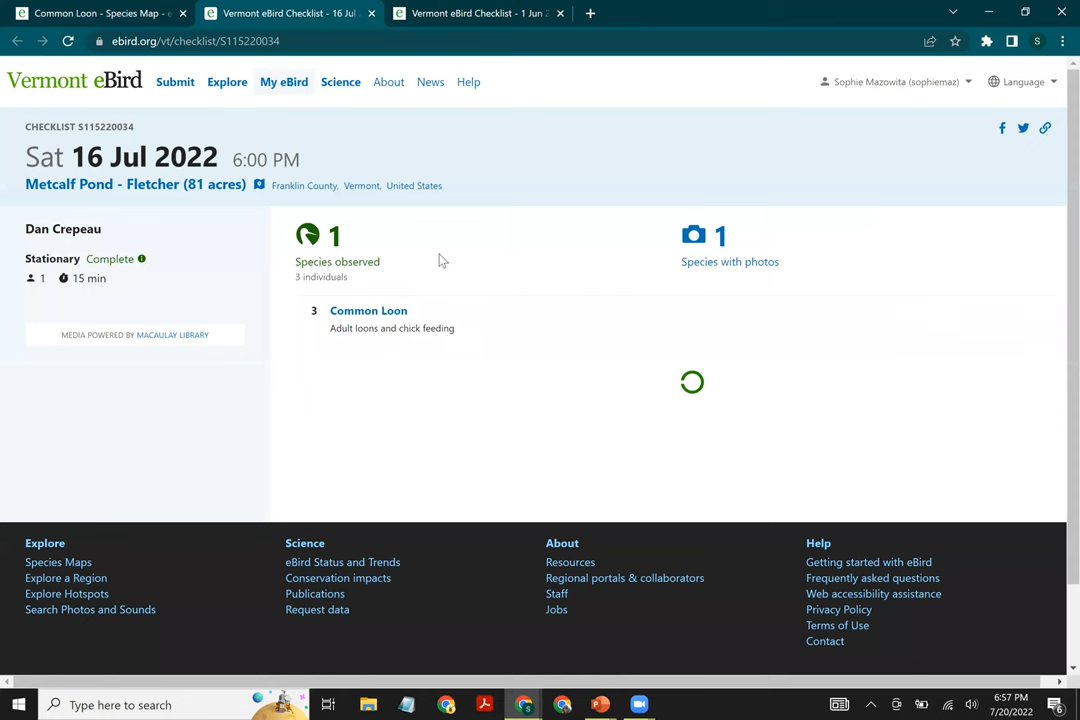 Common Loon - Species Map - e
Vermont eBird Checklist - 16 Jul
Vermont eBird Checklist - 1 Jun 2
ebird.org/vt/checklist/S115220034
S
Vermont eBird
Submit
Explore
My eBird
Science
About
News
Help
Sophie Mazowita (sophiemaz)
Language
CHECKLIST S115220034
Sat 16 Jul 2022 6:00 PM
Metcalf Pond - Fletcher (81 acres)
Franklin County, Vermont, United States
Dan Crepeau
Stationary Complete
1 15 min
MEDIA POWERED BY MACAULAY LIBRARY
1
Species observed
3 individuals
1
Species with photos
3 Common Loon
Adult loons and chick feeding
Explore
Species Maps
Explore a Region
Explore Hotspots
Search Photos and Sounds
Science
eBird Status and Trends
Conservation impacts
Publications
Request data
About
Resources
Regional portals & collaborators
Staff
Jobs
Help
Getting started with eBird
Frequently asked questions
Web accessibility assistance
Privacy Policy
Terms of Use
Contact
Type here to search
6:57 PM
7/20/2022
6